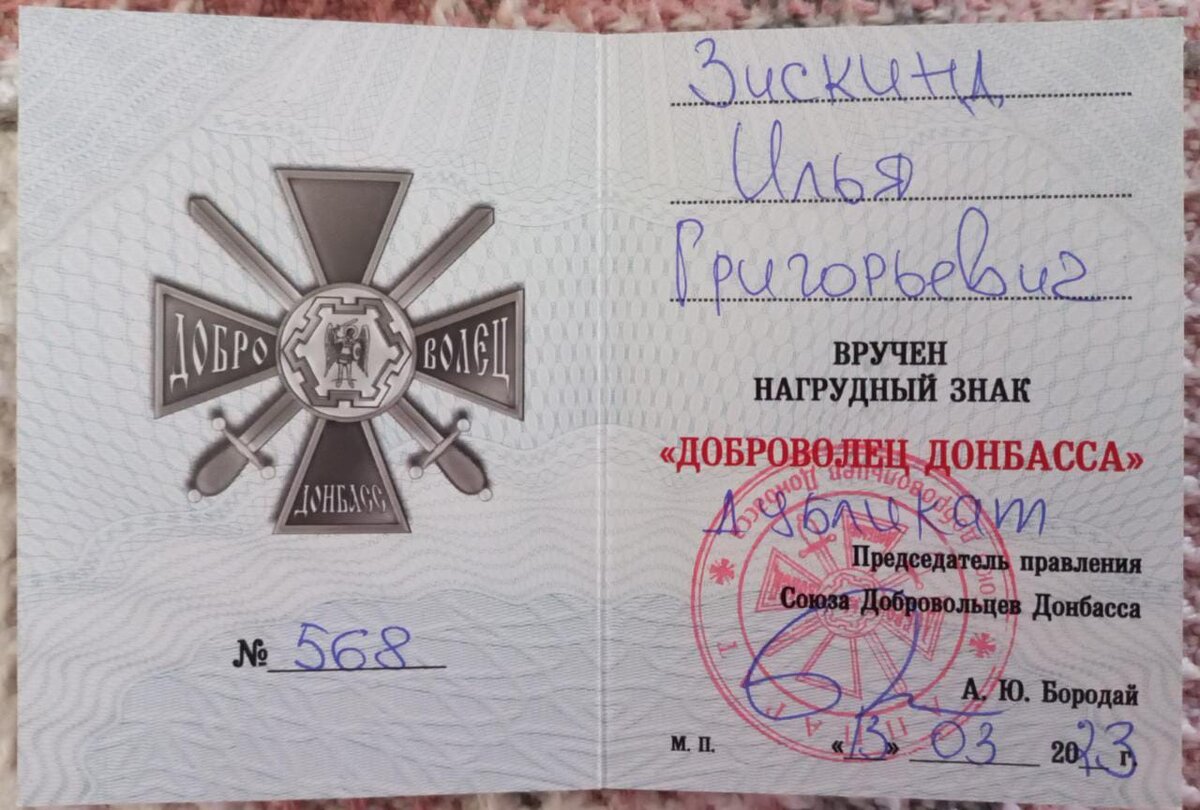 ДОБРО ВОЛЕЦ
ДОНБАСС
№ 568
Зискинд
Илья
Григорьевич
ВРУЧЕН
НАГРУДНЫЙ ЗНАК
«ДОБРОВОЛЕЦ ДОНБАССА»
Дубликат
Председатель правления
Союза Добровольцев Донбасса
А. Ю. Бородай
М. П.
«13» 03 2023 г.